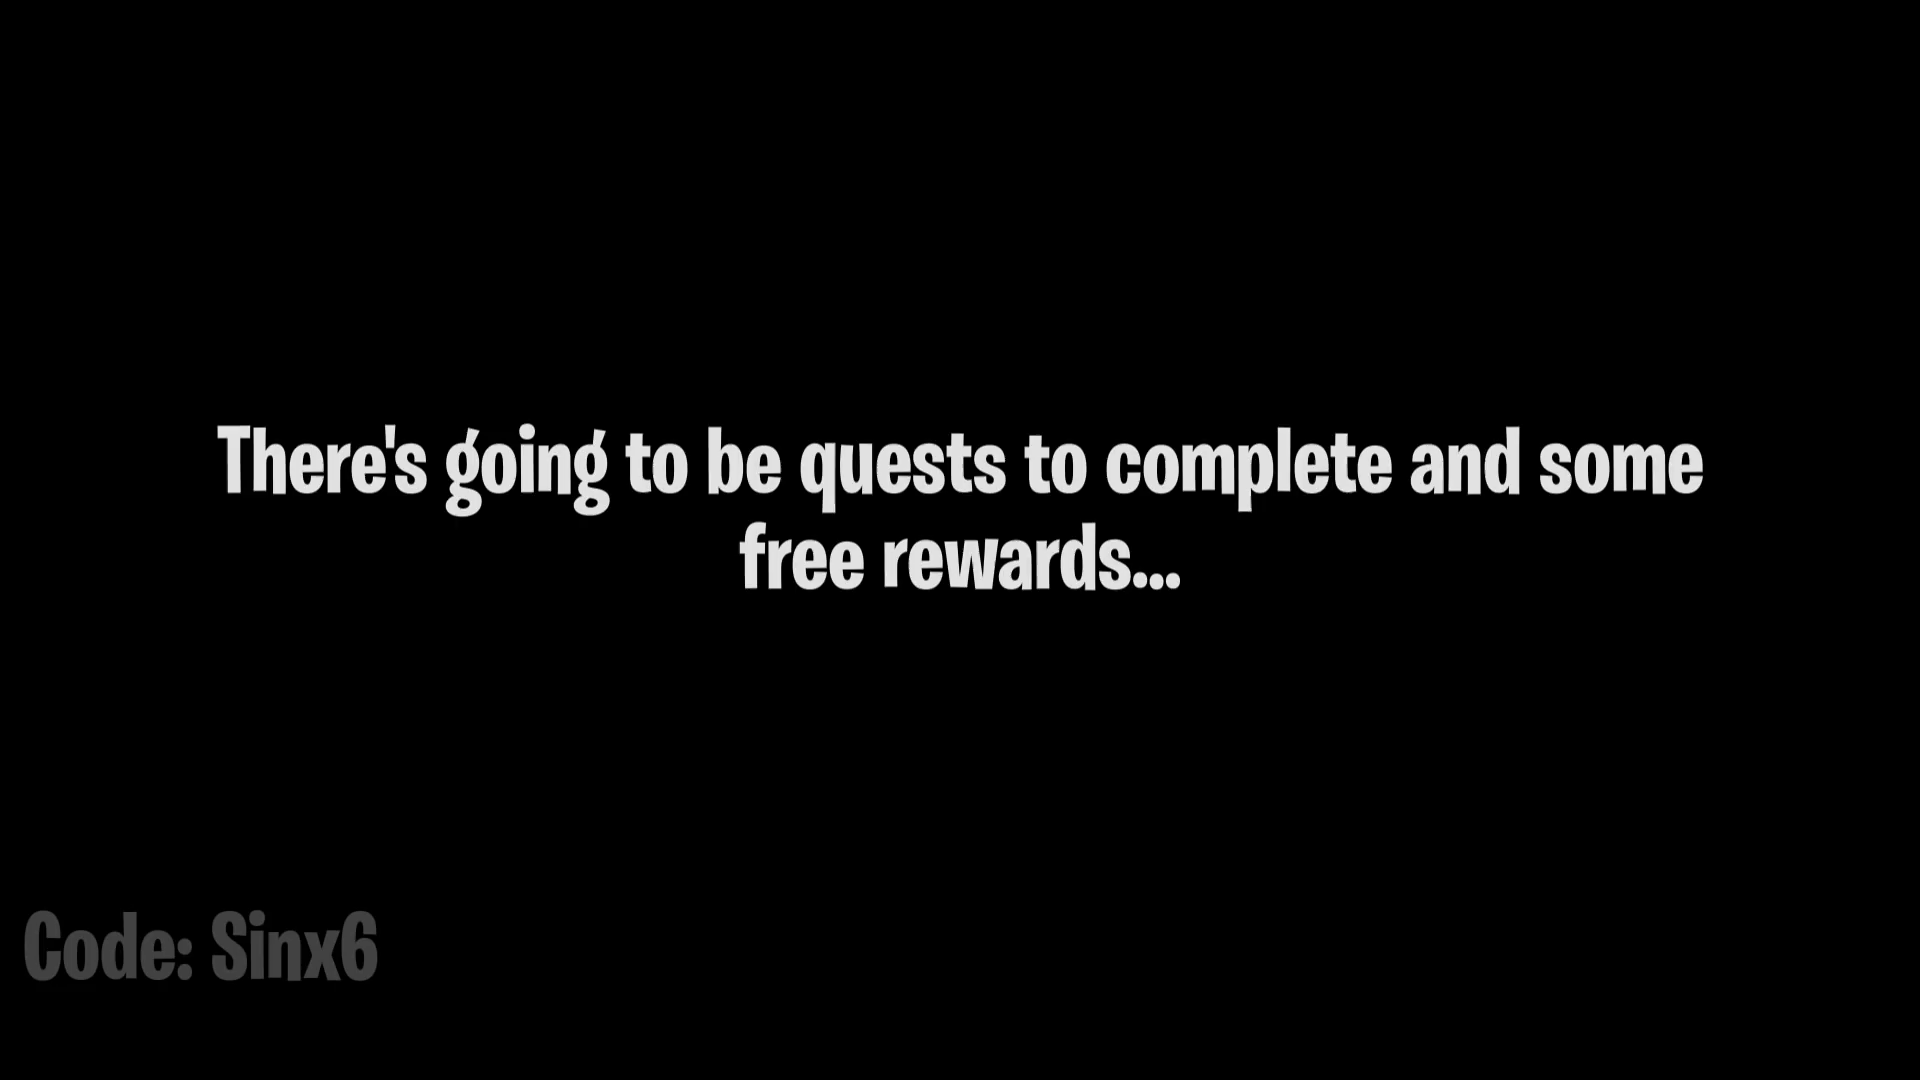 There's going to be quests to complete and some
free rewards...
Code: Sinx6